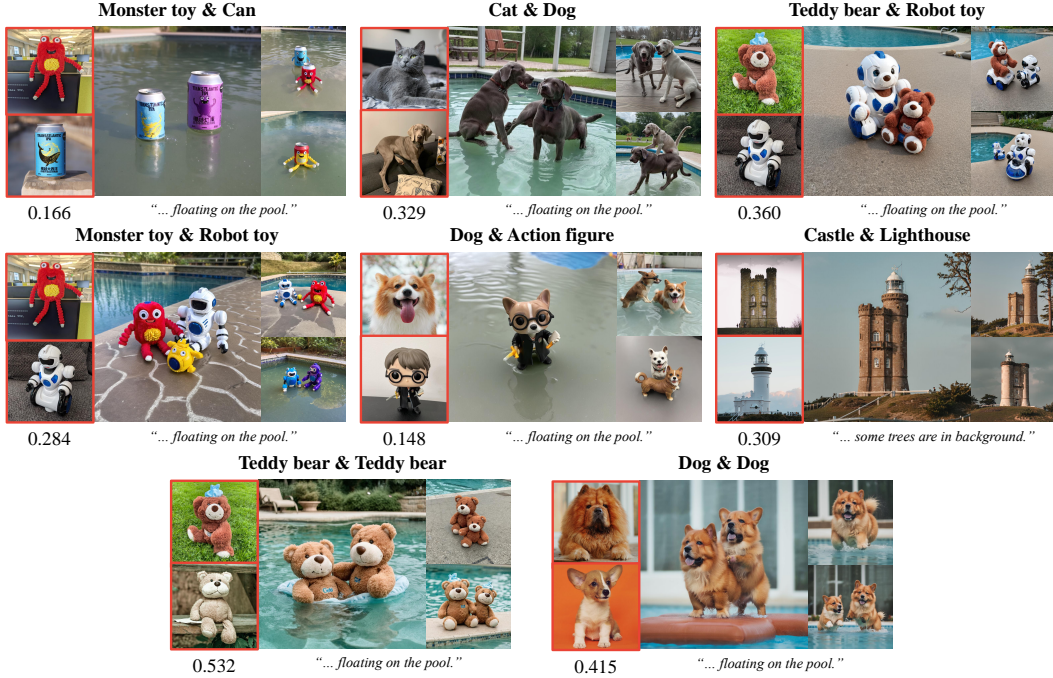 Monster toy & Can
Cat & Dog
Teddy bear & Robot toy
0.166
“... floating on the pool.”
0.329
“... floating on the pool.”
0.360
“... floating on the pool.”
Monster toy & Robot toy
Dog & Action figure
Castle & Lighthouse
0.284
“... floating on the pool.”
0.148
“... floating on the pool.”
0.309
“... some trees are in background.”
Teddy bear & Teddy bear
Dog & Dog
0.532
“... floating on the pool.”
0.415
“... floating on the pool.”